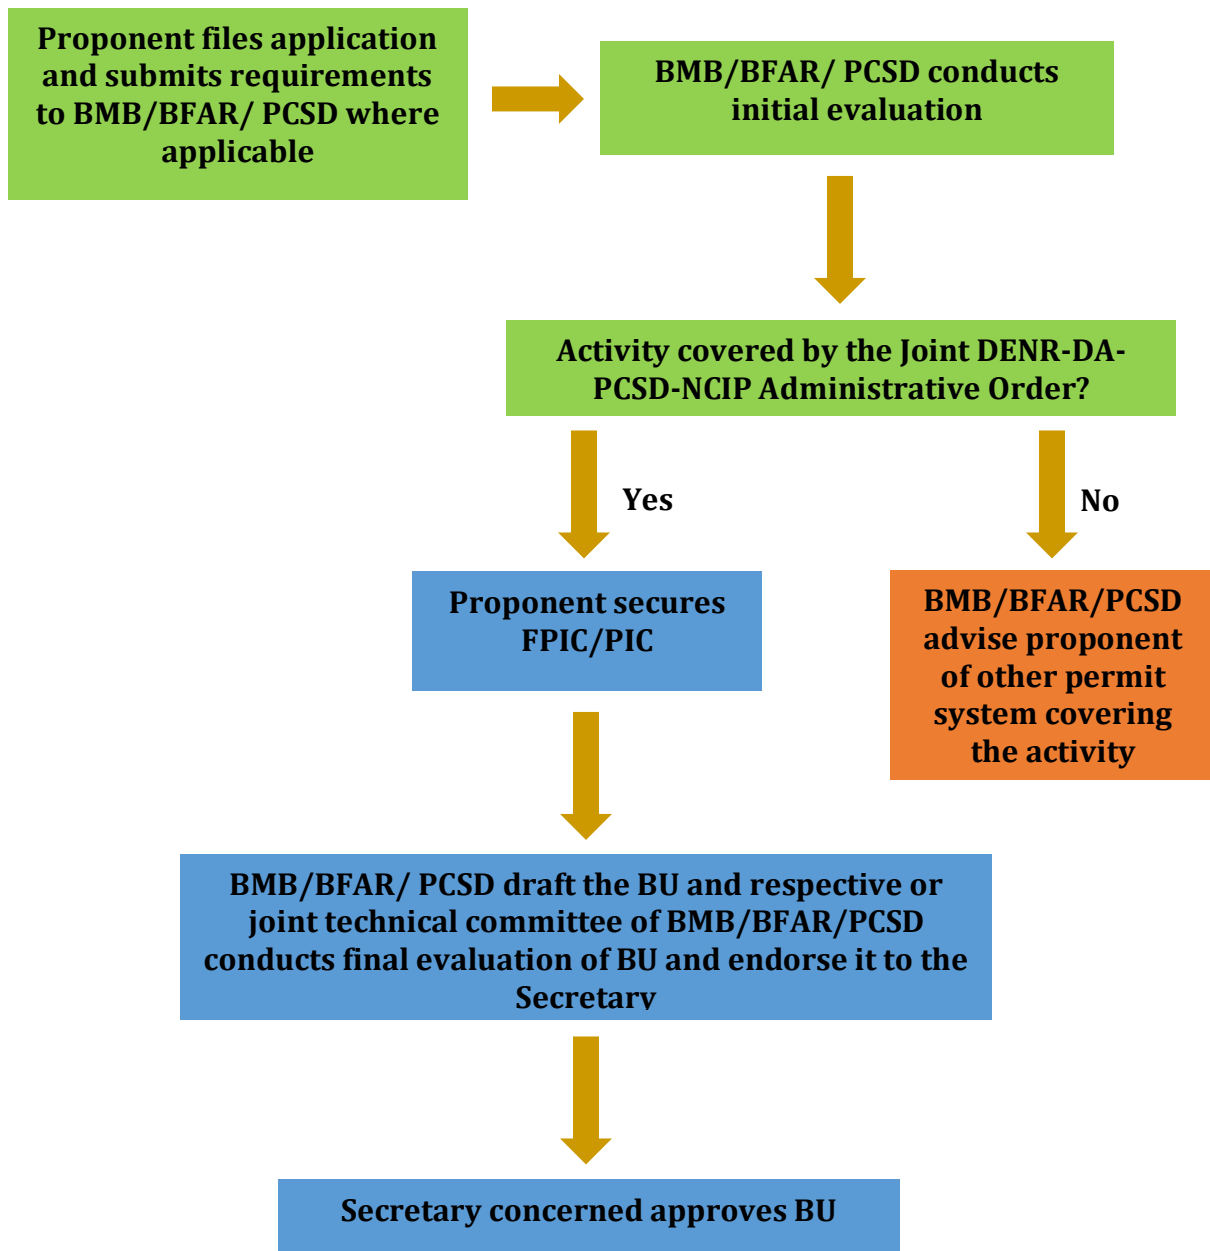 Proponent files application
and submits requirements
to BMB/BFAR/ PCSD where
applicable
BMB/BFAR/ PCSD conducts
initial evaluation
Activity covered by the Joint DENR-DA-
PCSD-NCIP Administrative Order?
Yes
No
Proponent secures
FPIC/PIC
BMB/BFAR/PCSD
advise proponent
of other permit
system covering
the activity
BMB/BFAR/ PCSD draft the BU and respective or
joint technical committee of BMB/BFAR/PCSD
conducts final evaluation of BU and endorse it to the
Secretary
Secretary concerned approves BU